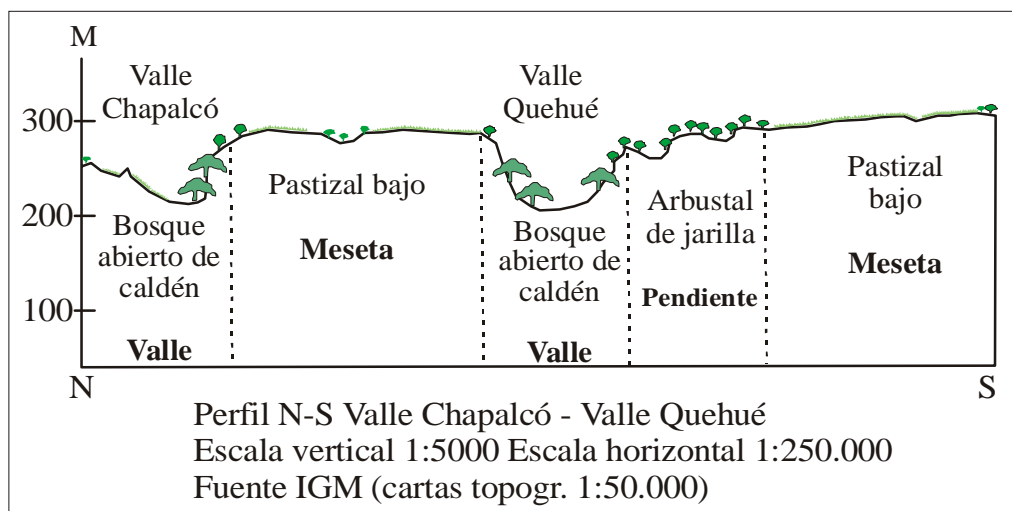 M
300
200
100
Valle
Chapalcó
Valle
Quehué
Pastizal bajo
Meseta
Bosque
abierto de
caldén
Valle
Bosque
abierto de
caldén
Valle
Arbustal
de jarilla
Pendiente
Pastizal
bajo
Meseta
N
S
Perfil N-S Valle Chapalcó - Valle Quehué
Escala vertical 1:5000 Escala horizontal 1:250.000
Fuente IGM (cartas topogr. 1:50.000)